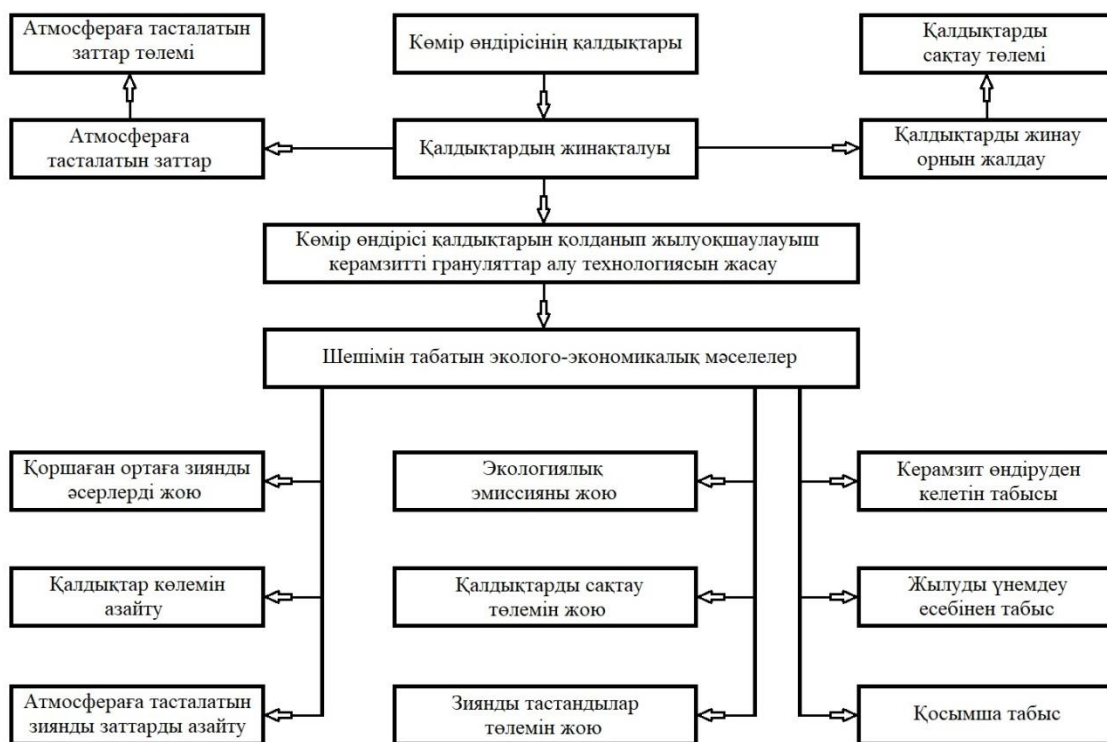 Атмосфераға тасталатын
заттар төлемі
Көмір өндірісінің қалдықтары
Қалдықтарды
сақтау төлемі
Атмосфераға
тасталатын заттар
Қалдықтардың жинақталуы
Қалдықтарды жинау
орнын жалдау
Көмір өндірісі қалдықтарын қолданып жылуоқшаулауыш
керамзитті грануляттар алу технологиясын жасау
Шешімін табатын эколого-экономикалық мәселелер
Қоршаған ортаға зиянды
әсерлерді жою
Экологиялық
эмиссияны жою
Керамзит өндіруден
келетін табысы
Қалдықтар көлемін
азайту
Қалдықтарды сақтау
төлемін жою
Жылуды үнемдеу
есебінен табыс
Атмосфераға тасталатын
зиянды заттарды азайту
Зиянды тастандылар
төлемін жою
Қосымша табыс